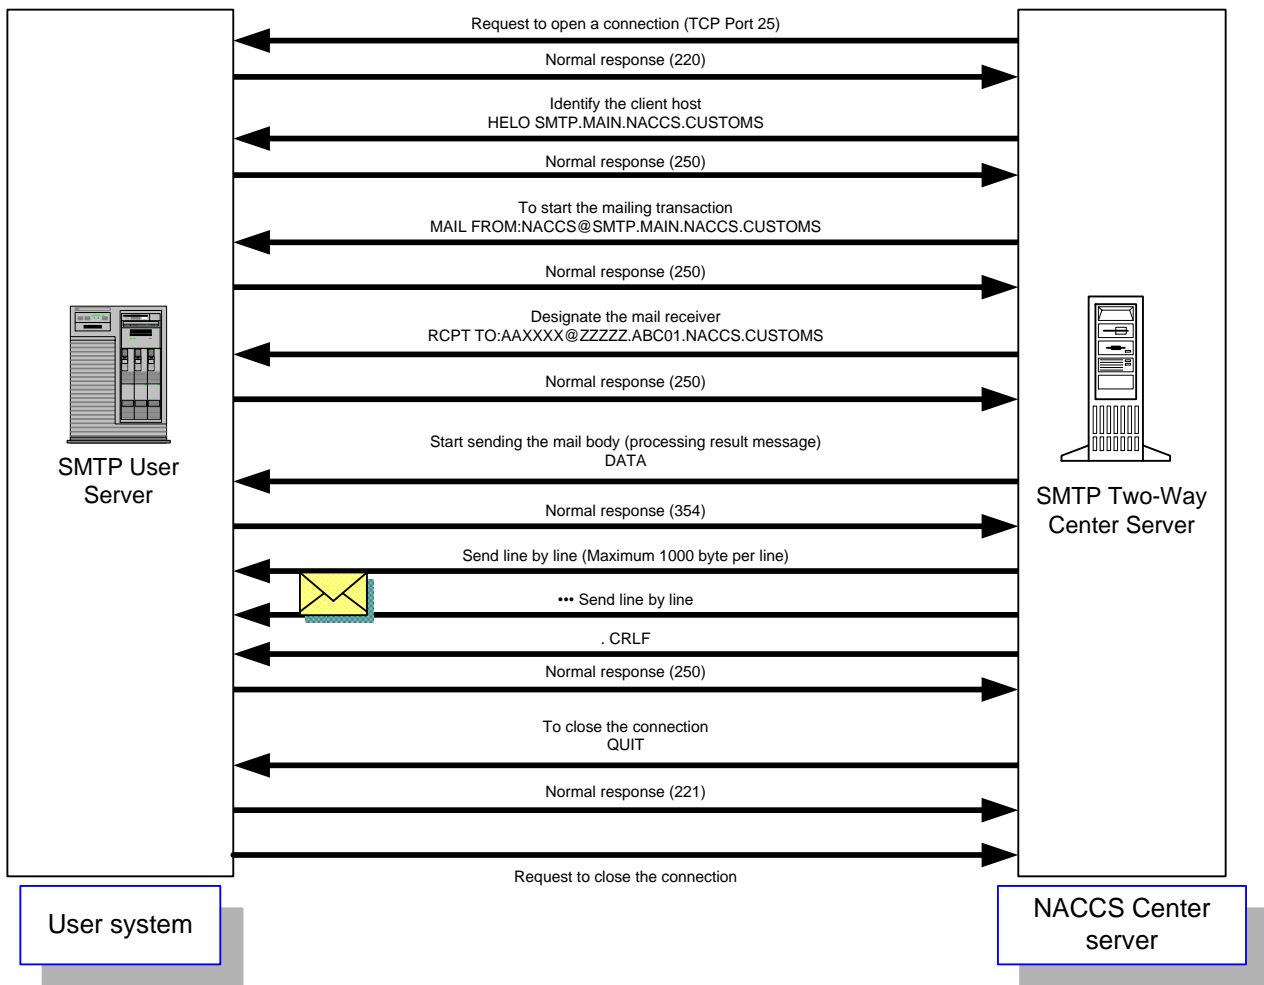 Request to open a connection (TCP Port 25)
Normal response (220)
Identify the client host
HELO SMTP.MAIN.NACCS.CUSTOMS
Normal response (250)
To start the mailing transaction
MAIL FROM:NACCS@SMTP.MAIN.NACCS.CUSTOMS
Normal response (250)
Designate the mail receiver
RCPT TO:AAXXXX@ZZZZZ.ABC01.NACCS.CUSTOMS
Normal response (250)
Start sending the mail body (processing result message)
DATA
SMTP User
Server
SMTP Two-Way
Center Server
Normal response (354)
Send line by line (Maximum 1000 byte per line)
••• Send line by line
. CRLF
Normal response (250)
To close the connection
QUIT
Normal response (221)
Request to close the connection
User system
NACCS Center
server